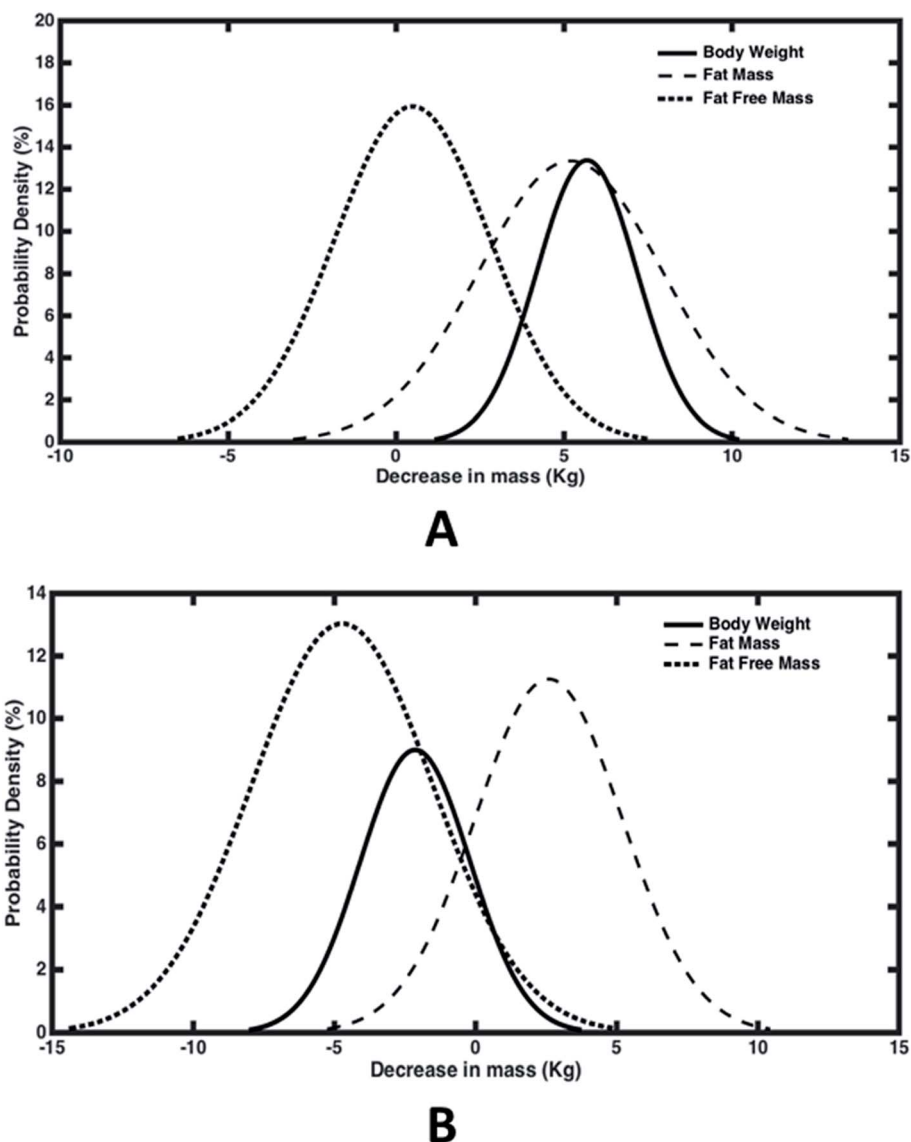 20
18
16
14
12
10
8
6
4
2
0
Probability Density (%)
Body Weight
Fat Mass
Fat Free Mass
-10 -5 0 5 10 15
Decrease in mass (Kg)
A
14
12
10
8
6
4
2
0
Probability Density (%)
Body Weight
Fat Mass
Fat Free Mass
-15 -10 -5 0 5 10 15
Decrease in mass (Kg)
B